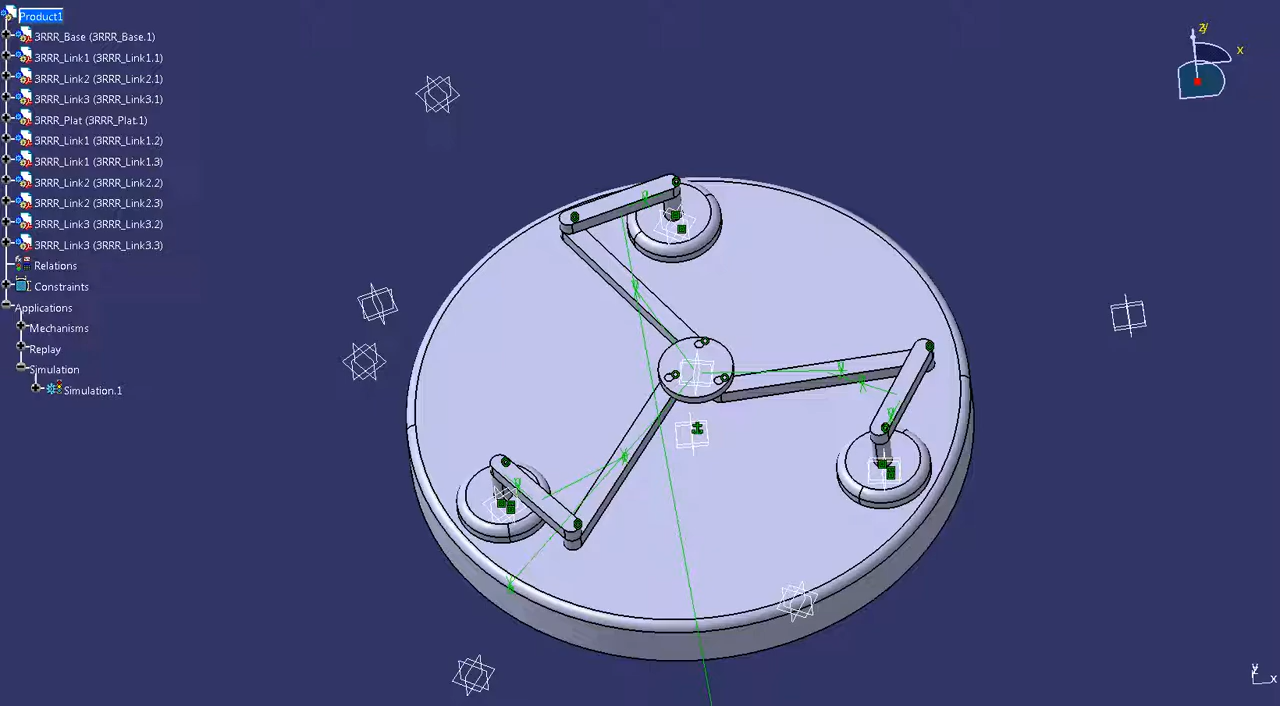 Product1
3RRR_Base (3RRR_Base.1)
3RRR_Link1 (3RRR_Link1.1)
3RRR_Link2 (3RRR_Link2.1)
3RRR_Link3 (3RRR_Link3.1)
3RRR_Plat (3RRR_Plat.1)
3RRR_Link1 (3RRR_Link1.2)
3RRR_Link1 (3RRR_Link1.3)
3RRR_Link2 (3RRR_Link2.2)
3RRR_Link2 (3RRR_Link2.3)
3RRR_Link3 (3RRR_Link3.2)
3RRR_Link3 (3RRR_Link3.3)
Relations
Constraints
Applications
Mechanisms
Replay
Simulation
Simulation.1
x
x